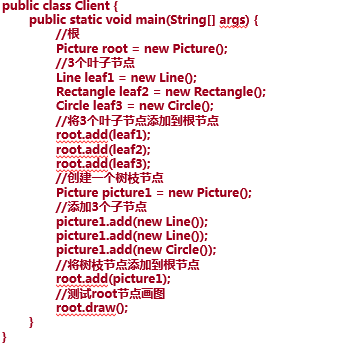 public class Client {
public static void main(String[] args) {
//根
Picture root = new Picture();
//3个叶子节点
Line leaf1 = new Line();
Rectangle leaf2 = new Rectangle();
Circle leaf3 = new Circle();
//将3个叶子节点添加到根节点
root.add(leaf1);
root.add(leaf2);
root.add(leaf3);
//创建一个树枝节点
Picture picture1 = new Picture();
//添加3个子节点
picture1.add(new Line());
picture1.add(new Line());
picture1.add(new Circle());
//将树枝节点添加到根节点
root.add(picture1);
//测试root节点画图
root.draw();
}
}